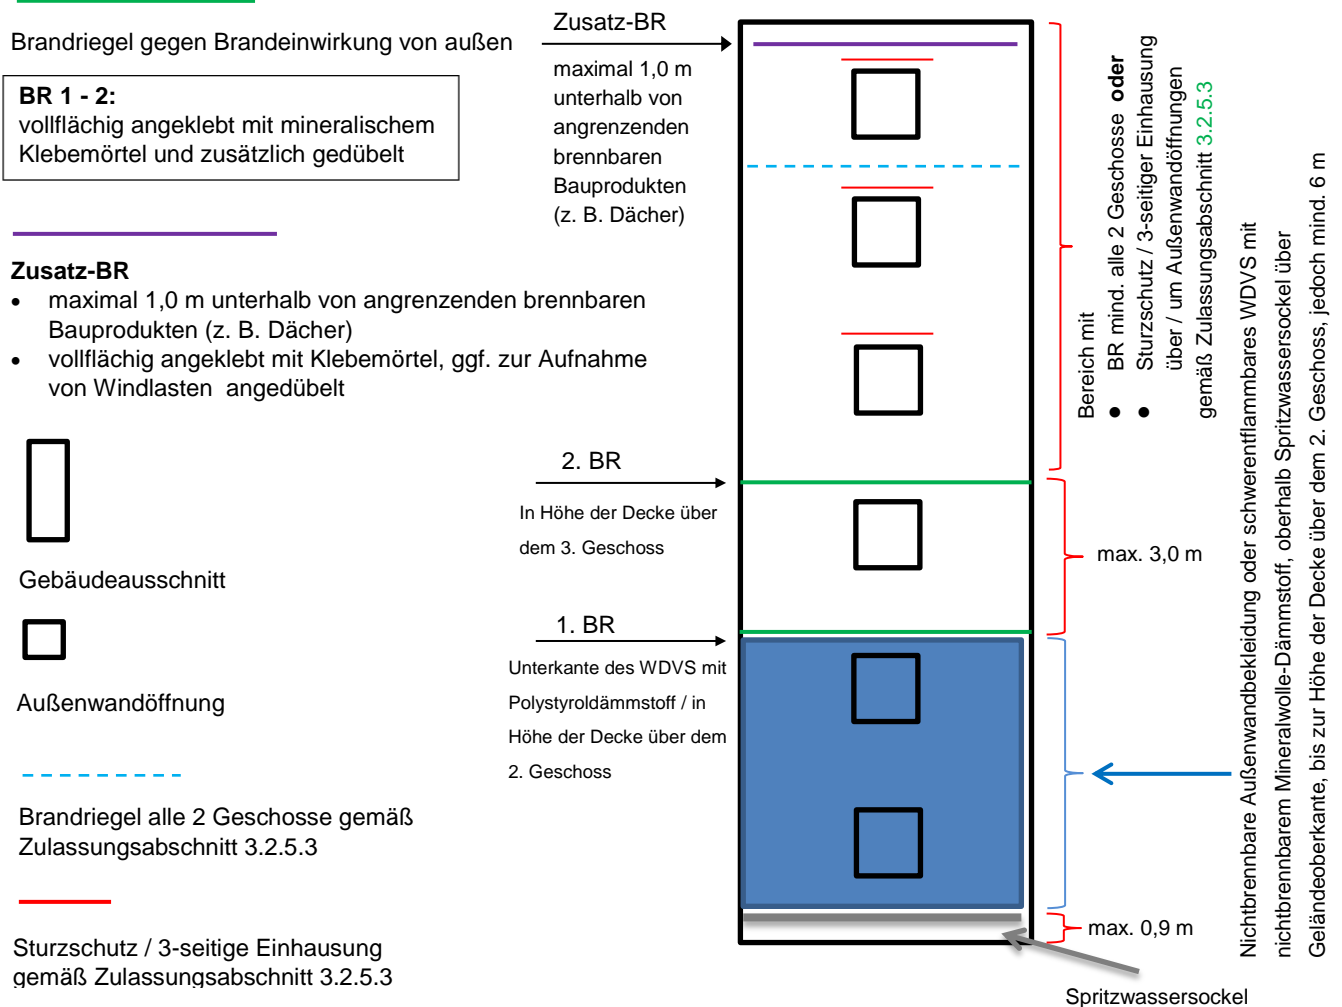 Brandriegel gegen Brandeinwirkung von außen
BR 1 - 2:
vollflächig angeklebt mit mineralischem
Klebemörtel und zusätzlich gedübelt
Zusatz-BR
• maximal 1,0 m unterhalb von angrenzenden brennbaren
Bauprodukten (z. B. Dächer)
• vollflächig angeklebt mit Klebemörtel, ggf. zur Aufnahme
von Windlasten angedübelt
Gebäudeausschnitt
Außenwandöffnung
Brandriegel alle 2 Geschosse gemäß
Zulassungsabschnitt 3.2.5.3
Sturzschutz / 3-seitige Einhausung
gemäß Zulassungsabschnitt 3.2.5.3
Zusatz-BR
maximal 1,0 m
unterhalb von
angrenzenden
brennbaren
Bauprodukten
(z. B. Dächer)
2. BR
In Höhe der Decke über
dem 3. Geschoss
1. BR
Unterkante des WDVS mit
Polystyroldämmstoff / in
Höhe der Decke über dem
2. Geschoss
Bereich mit
● BR mind. alle 2 Geschosse oder
● Sturzschutz / 3-seitiger Einhausung
über / um Außenwandöffnungen
gemäß Zulassungsabschnitt 3.2.5.3
max. 3,0 m
max. 0,9 m
Spritzwassersockel
Nichtbrennbare Außenwandbekleidung oder schwerentflammbares WDVS mit
nichtbrennbarem Mineralwolle-Dämmstoff, oberhalb Spritzwassersockel über
Geländeoberkante, bis zur Höhe der Decke über dem 2. Geschoss, jedoch mind. 6 m